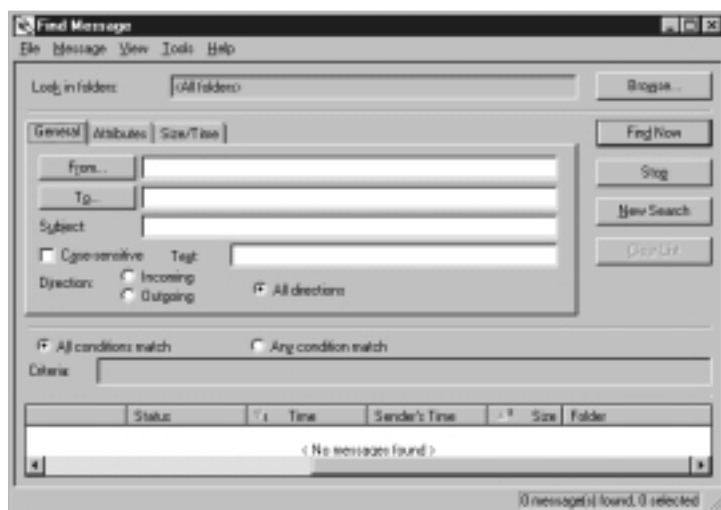 Find Message
File Message View Tools Help
Look in folders: <All folders> Browse...
General Attributes Size/Time Find Now
From... Stop
To... New Search
Subject: Clear List
Case-sensitive Text:
Direction: Incoming All directions
Outgoing
All conditions match Any condition match
Criteria:
Status Time Sender's Time Size Folder
< No messages found >
0 message(s) found, 0 selected